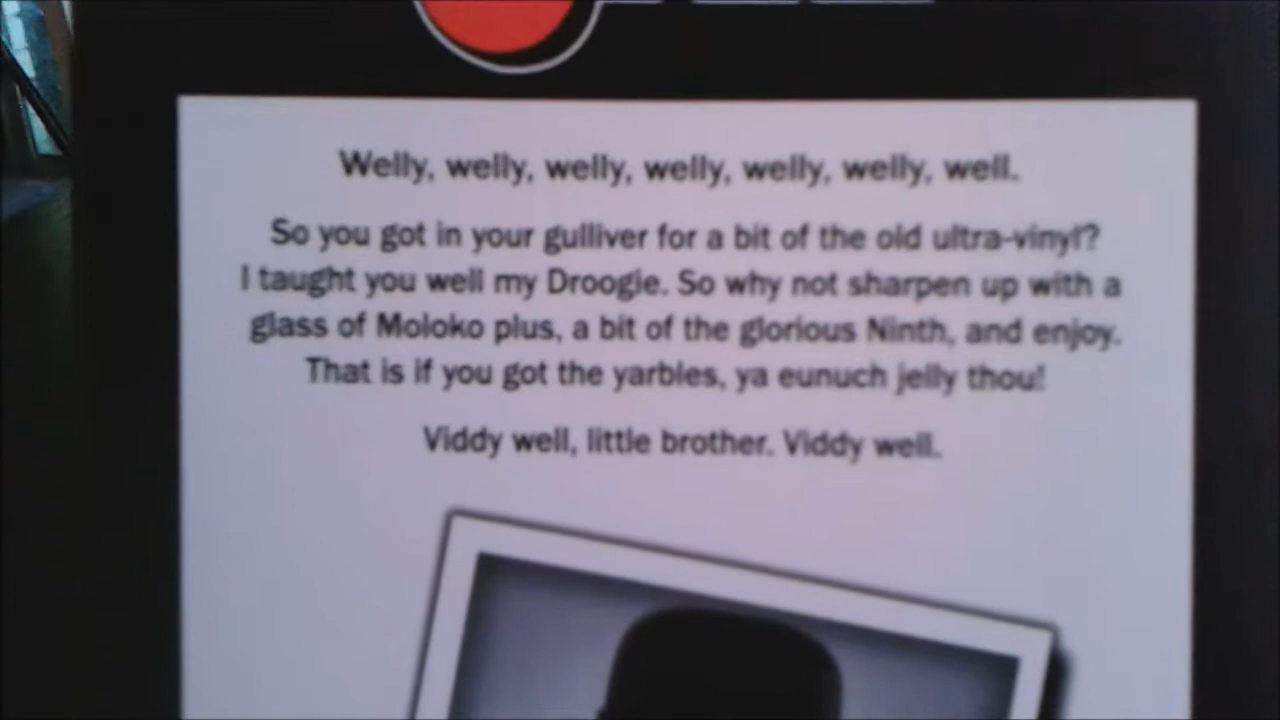 Welly, welly, welly, welly, welly, welly, well.
So you got in your gulliver for a bit of the old ultra-vinyl?
I taught you well my Droogie. So why not sharpen up with a
glass of Moloko plus, a bit of the glorious Ninth, and enjoy.
That is if you got the yarbles, ya eunuch jelly thou!
Viddy well, little brother. Viddy well.